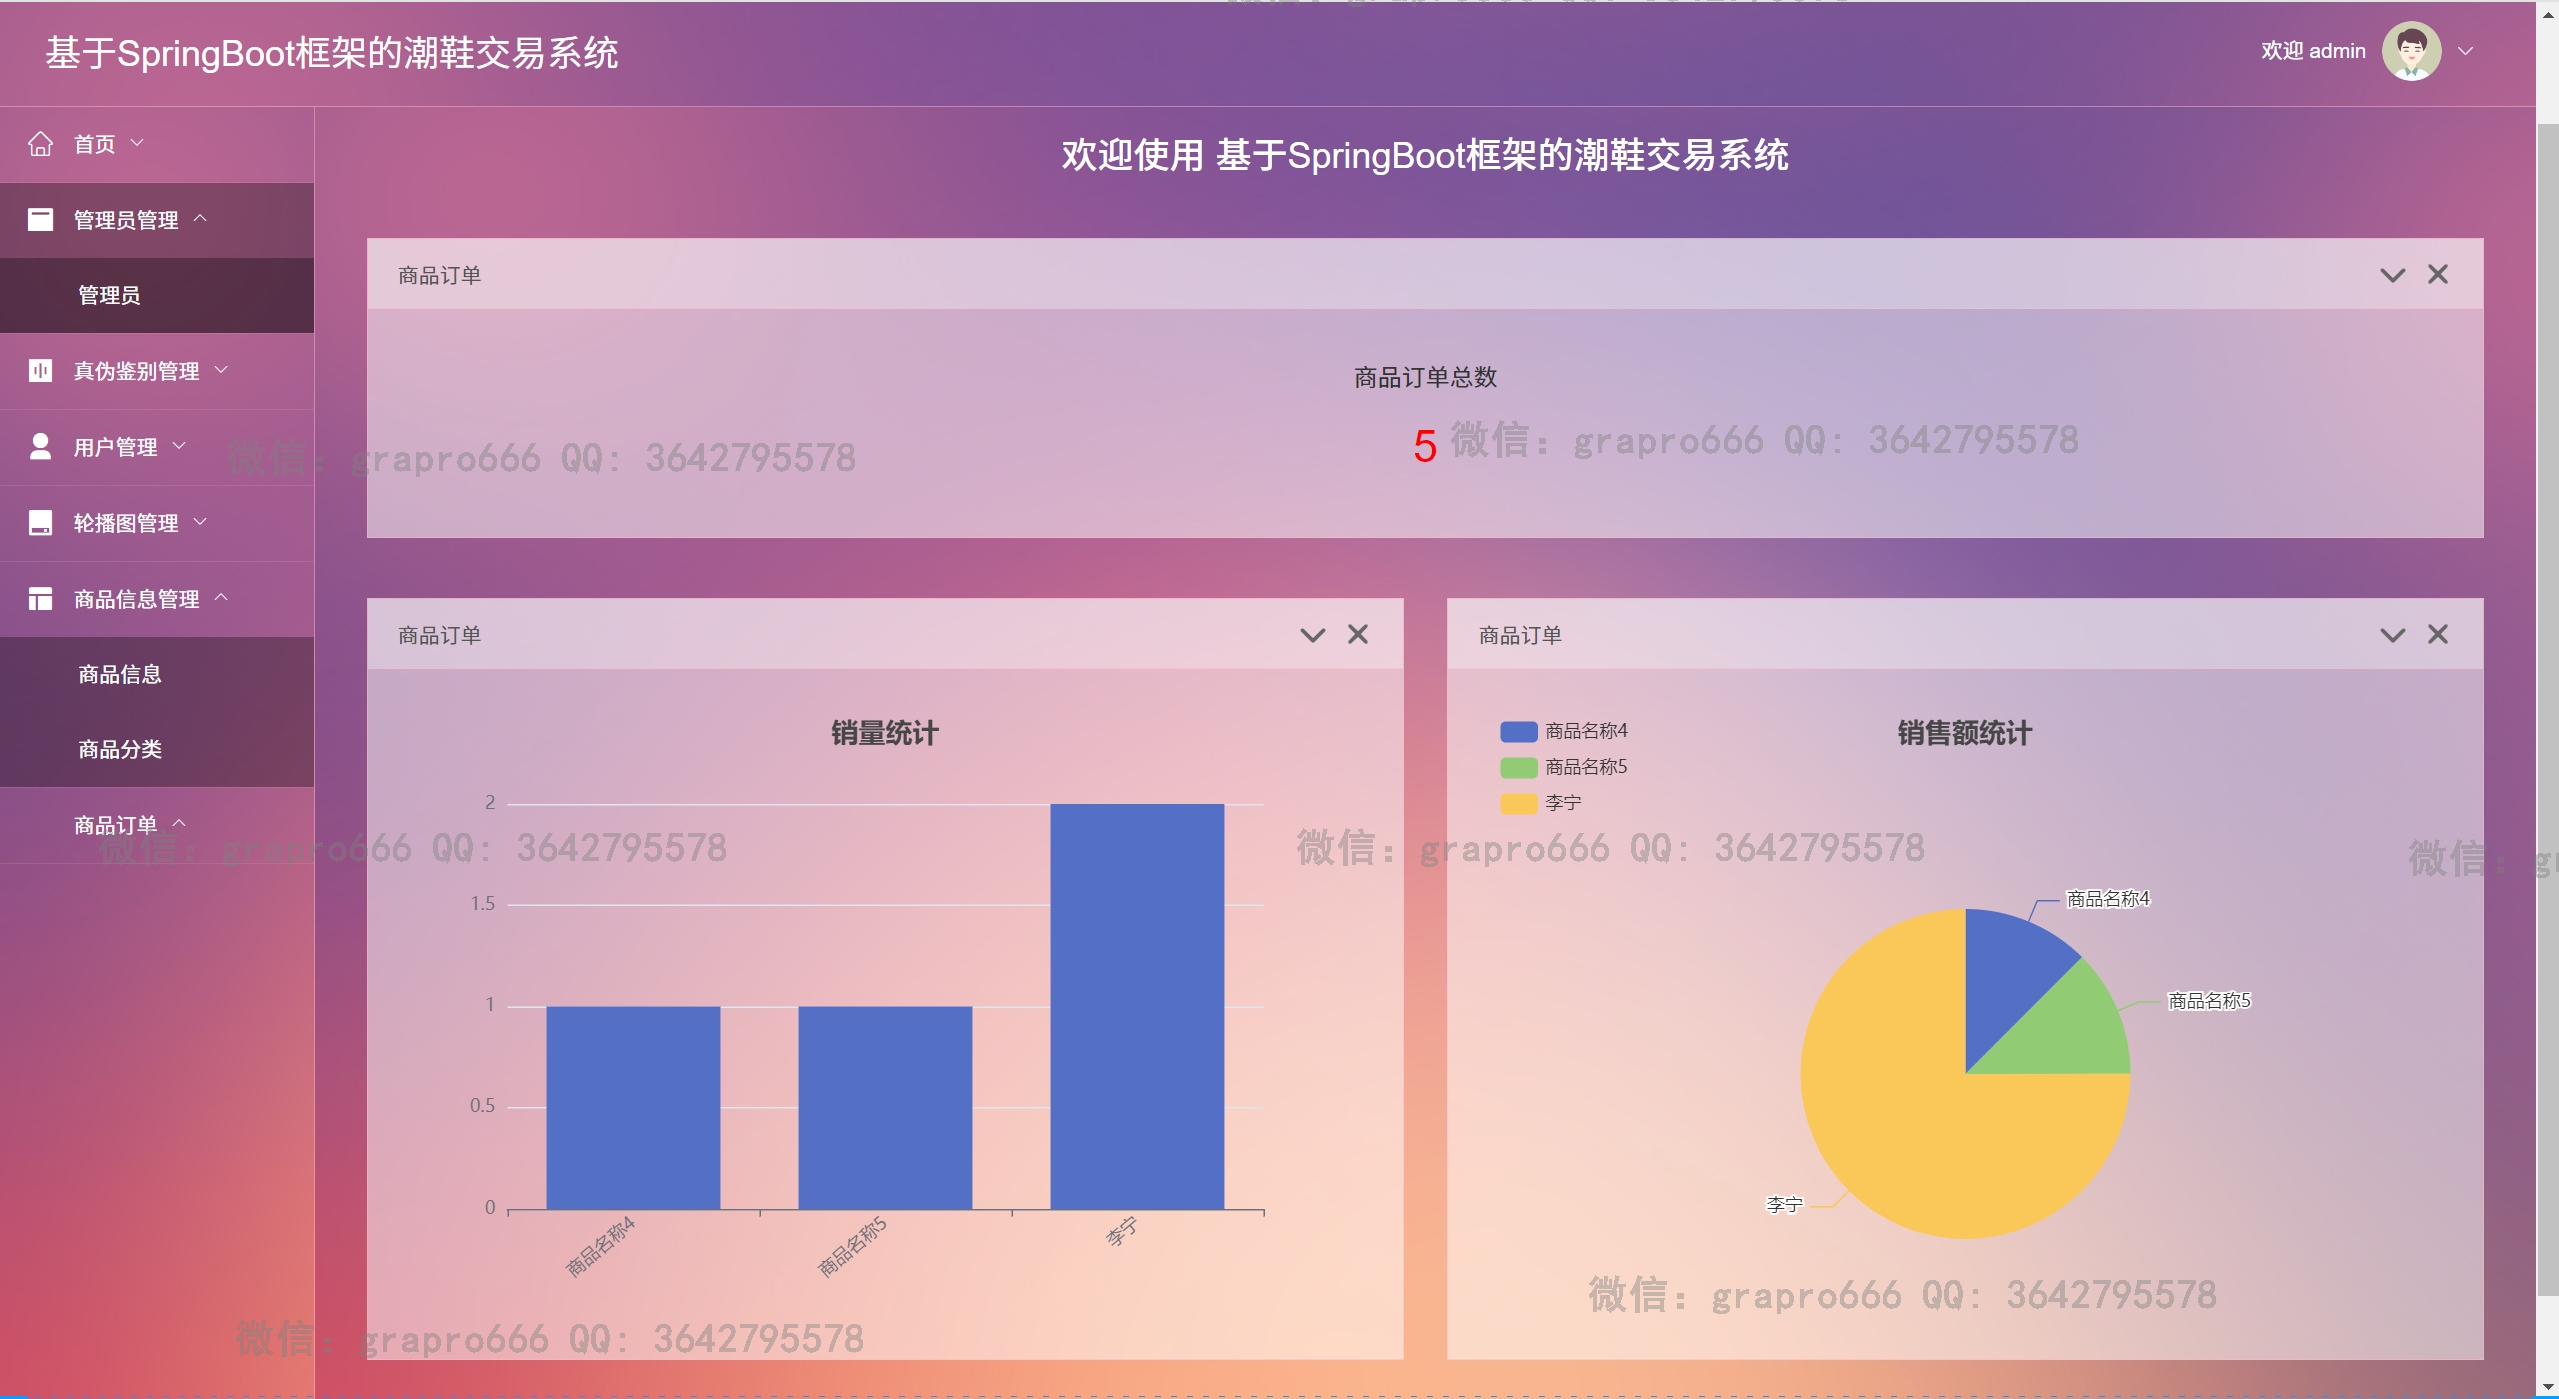 基于SpringBoot框架的潮鞋交易系统
欢迎 admin
首页
管理员管理
管理员
真伪鉴别管理
用户管理
轮播图管理
商品信息管理
商品信息
商品分类
商品订单
欢迎使用 基于SpringBoot框架的潮鞋交易系统
商品订单
商品订单总数
5
微信: grapro666 QQ: 3642795578
微信: grapro666 QQ: 3642795578
商品订单
销量统计
2
1.5
1
0.5
0
商品名称4
商品名称5
李宁
微信: grapro666 QQ: 3642795578
微信: grapro666 QQ: 3642795578
商品订单
销售额统计
商品名称4
商品名称5
李宁
微信: grapro666 QQ: 3642795578
商品名称4
商品名称5
李宁
微信: grapro666 QQ: 3642795578
微信: gr